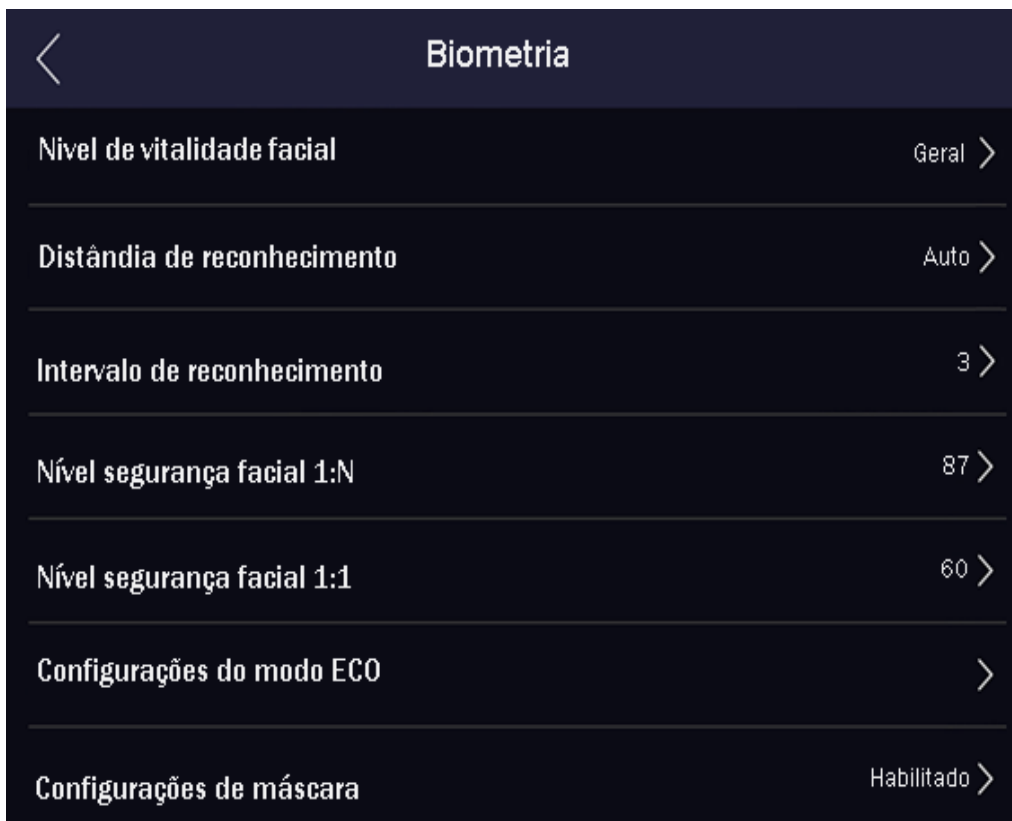 Biometria
Nivel de vitalidade facial Geral
Distândia de reconhecimento Auto
Intervalo de reconhecimento 3
Nível segurança facial 1:N 87
Nível segurança facial 1:1 60
Configurações do modo ECO
Configurações de máscara Habilitado